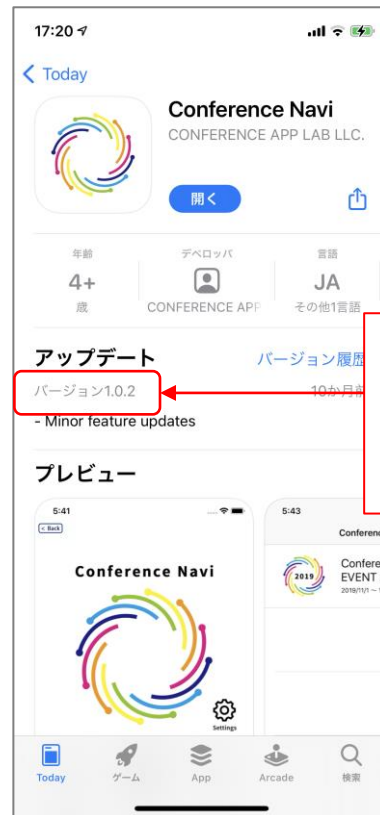 17:20
Today
Conference Navi
CONFERENCE APP LAB LLC.
開く
年齢
デベロッパ
言語
4+
JA
歳
CONFERENCE APP
その他1言語
アップデート
バージョン履歴
バージョン1.0.2
10か月前
- Minor feature updates
プレビュー
5:41
< Back
Conference Navi
Settings
5:43
Conferenc
2019
Confere
EVENT
2019/11/1 ~ 1
Today
ゲーム
App
Arcade
検索